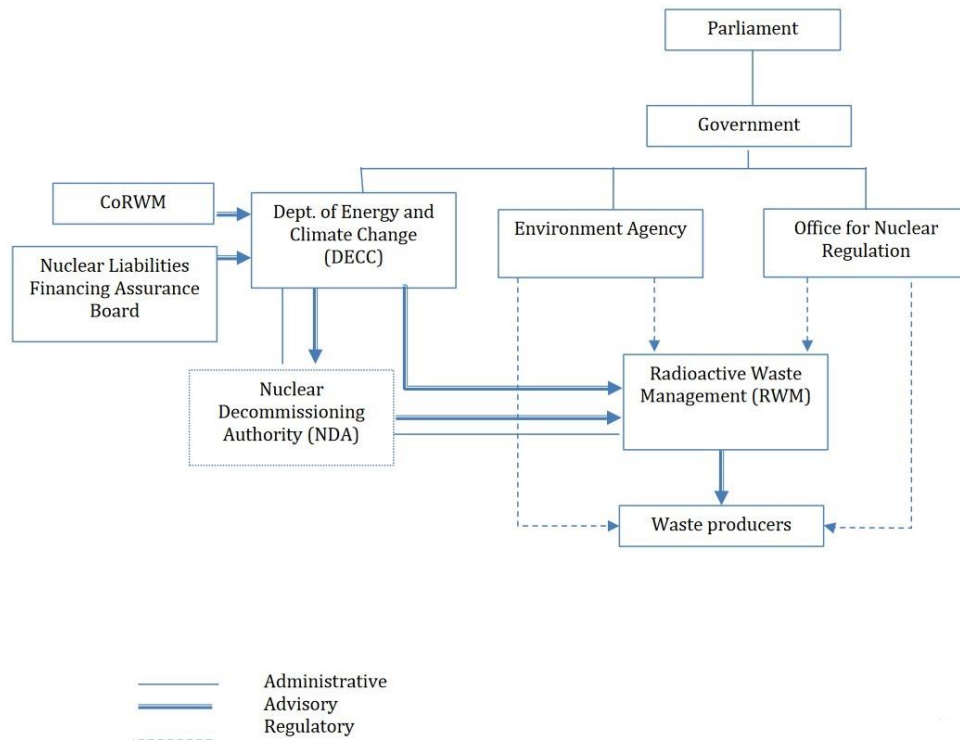 Parliament
Government
CoRWM
Dept. of Energy and
Climate Change
(DECC)
Environment Agency
Office for Nuclear
Regulation
Nuclear Liabilities
Financing Assurance
Board
Nuclear
Decommissioning
Authority (NDA)
Radioactive Waste
Management (RWM)
Waste producers
Administrative
Advisory
Regulatory